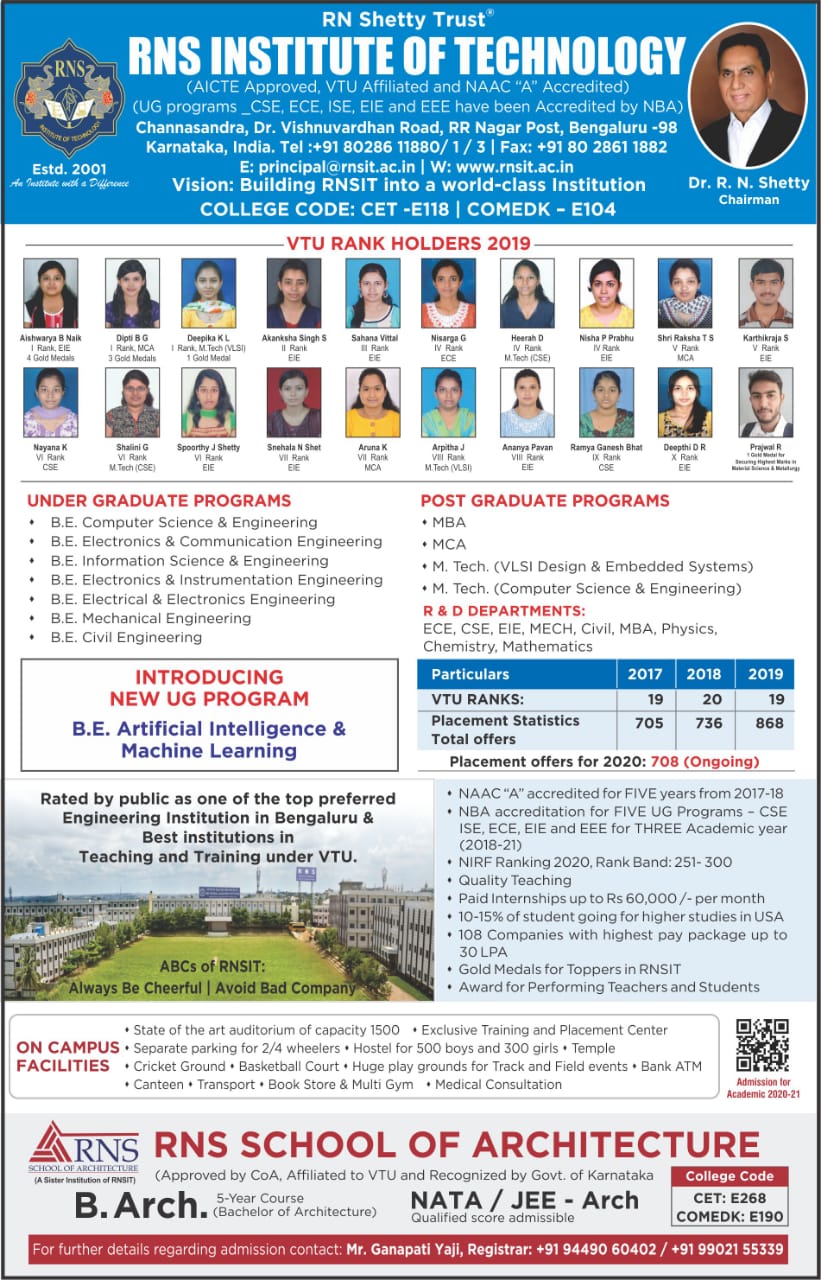 RN Shetty Trust®
RNS INSTITUTE OF TECHNOLOGY
(AICTE Approved, VTU Affiliated and NAAC “A” Accredited)
(UG programs _CSE, ECE, ISE, EIE and EEE have been Accredited by NBA)
Channasandra, Dr. Vishnuvardhan Road, RR Nagar Post, Bengaluru -98
Karnataka, India. Tel :+91 80286 11880/ 1 / 3 | Fax: +91 80 2861 1882
E: principal@rnsit.ac.in | W: www.rnsit.ac.in
Vision: Building RNSIT into a world-class Institution
COLLEGE CODE: CET -E118 | COMEDK – E104
RNS
INSTITUTE OF TECHNOLOGY
Estd. 2001
An Institute with a Difference
Dr. R. N. Shetty
Chairman
VTU RANK HOLDERS 2019
Aishwarya B Naik
I Rank, EIE
4 Gold Medals
Dipti B G
I Rank, MCA
3 Gold Medals
Deepika K L
I Rank, M.Tech (VLSI)
1 Gold Medal
Akanksha Singh S
II Rank
EIE
Sahana Vittal
III Rank
EIE
Nisarga G
IV Rank
ECE
Heerah D
IV Rank
M.Tech (CSE)
Nisha P Prabhu
IV Rank
EIE
Shri Raksha T S
V Rank
MCA
Karthikraja S
V Rank
EIE
Nayana K
VI Rank
CSE
Shalini G
VI Rank
M.Tech (CSE)
Spoorthy J Shetty
VI Rank
EIE
Snehala N Shet
VII Rank
EIE
Aruna K
VII Rank
MCA
Arpitha J
VIII Rank
M.Tech (VLSI)
Ananya Pavan
VIII Rank
EIE
Ramya Ganesh Bhat
IX Rank
CSE
Deepthi D R
X Rank
EIE
Prajwal R
1 Gold Medal for
Securing Highest Marks in
Material Science & Metallurgy
UNDER GRADUATE PROGRAMS
• B.E. Computer Science & Engineering
• B.E. Electronics & Communication Engineering
• B.E. Information Science & Engineering
• B.E. Electronics & Instrumentation Engineering
• B.E. Electrical & Electronics Engineering
• B.E. Mechanical Engineering
• B.E. Civil Engineering
POST GRADUATE PROGRAMS
• MBA
• MCA
• M. Tech. (VLSI Design & Embedded Systems)
• M. Tech. (Computer Science & Engineering)
R & D DEPARTMENTS:
ECE, CSE, EIE, MECH, Civil, MBA, Physics,
Chemistry, Mathematics
INTRODUCING
NEW UG PROGRAM
B.E. Artificial Intelligence &
Machine Learning
Particulars 2017 2018 2019
VTU RANKS: 19 20 19
Placement Statistics
Total offers 705 736 868
Placement offers for 2020: 708 (Ongoing)
Rated by public as one of the top preferred
Engineering Institution in Bengaluru &
Best institutions in
Teaching and Training under VTU.
RNS
ABCs of RNSIT:
Always Be Cheerful | Avoid Bad Company
• NAAC “A” accredited for FIVE years from 2017-18
• NBA accreditation for FIVE UG Programs – CSE
ISE, ECE, EIE and EEE for THREE Academic year
(2018-21)
• NIRF Ranking 2020, Rank Band: 251- 300
• Quality Teaching
• Paid Internships up to Rs 60,000 /- per month
• 10-15% of student going for higher studies in USA
• 108 Companies with highest pay package up to
30 LPA
• Gold Medals for Toppers in RNSIT
• Award for Performing Teachers and Students
ON CAMPUS
FACILITIES
• State of the art auditorium of capacity 1500 • Exclusive Training and Placement Center
• Separate parking for 2/4 wheelers • Hostel for 500 boys and 300 girls • Temple
• Cricket Ground • Basketball Court • Huge play grounds for Track and Field events • Bank ATM
• Canteen • Transport • Book Store & Multi Gym • Medical Consultation
Admission for
Academic 2020-21
RNS
SCHOOL OF ARCHITECTURE
(A Sister Institution of RNSIT)
RNS SCHOOL OF ARCHITECTURE
(Approved by CoA, Affiliated to VTU and Recognized by Govt. of Karnataka
B. Arch. 5-Year Course
(Bachelor of Architecture)
NATA / JEE - Arch
Qualified score admissible
College Code
CET: E268
COMEDK: E190
For further details regarding admission contact: Mr. Ganapati Yaji, Registrar: +91 94490 60402 / +91 99021 55339